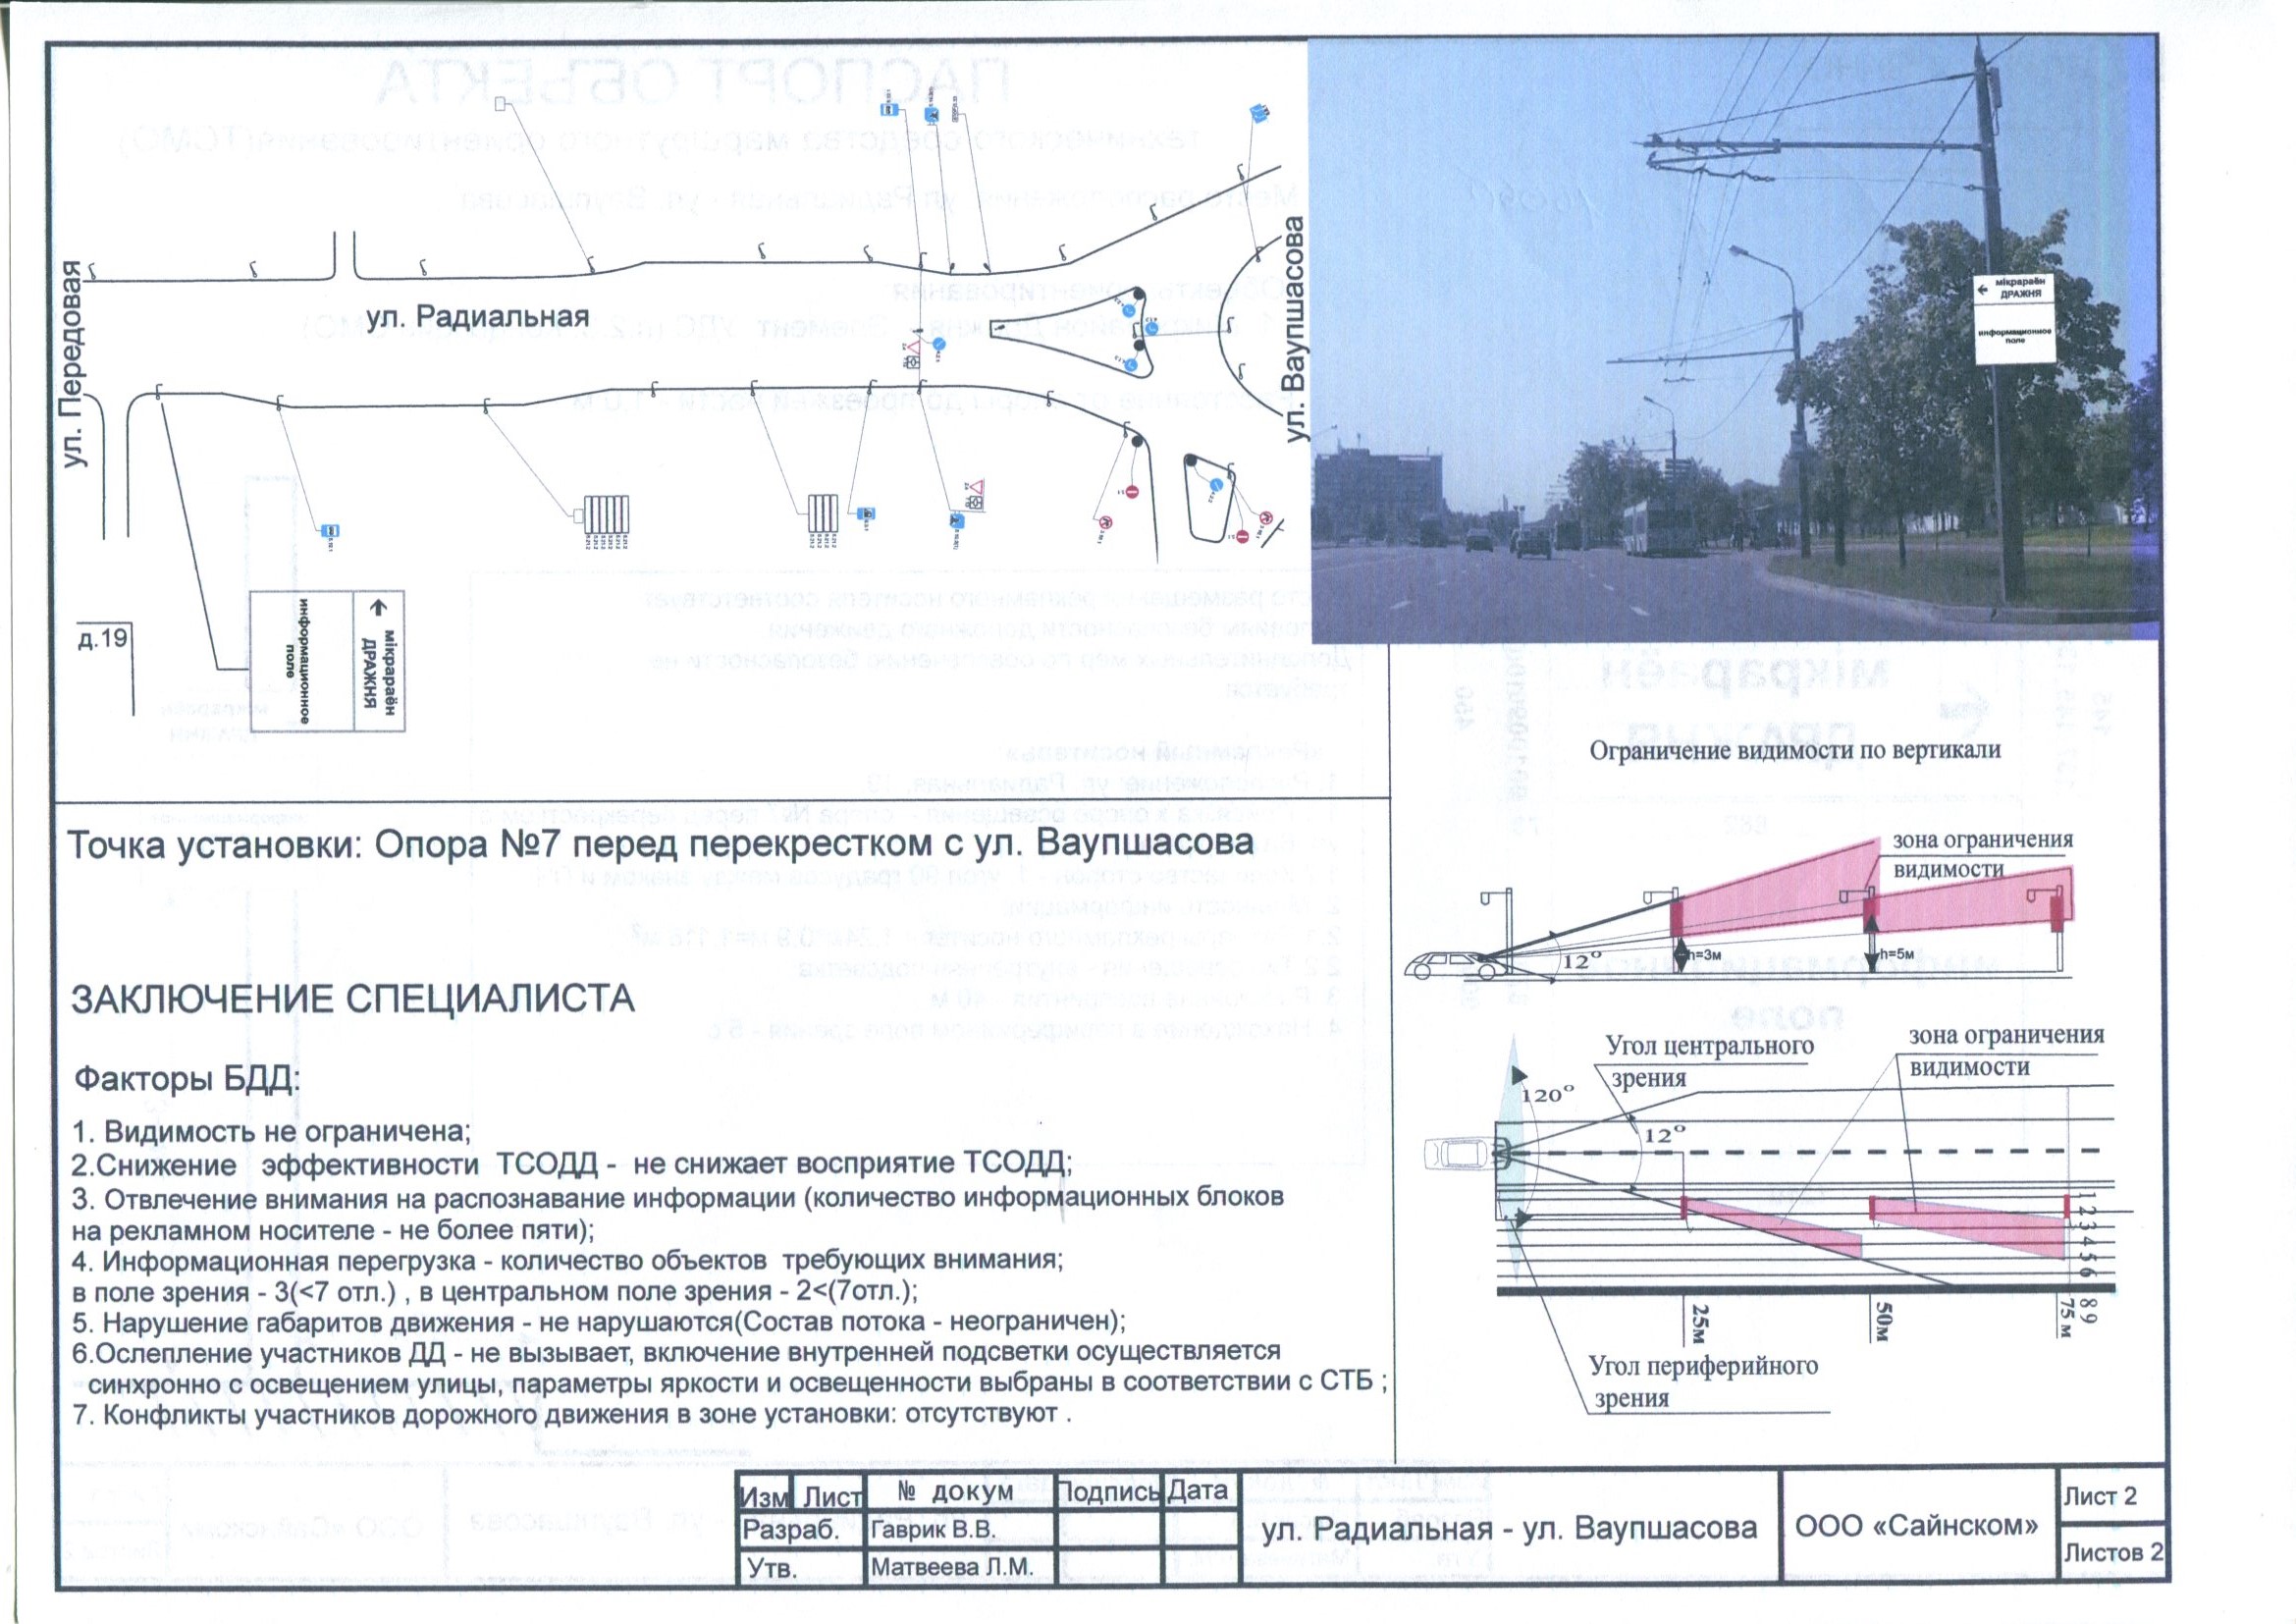 ул. Передовая
ул. Радиальная
ул. Ваупшасова
д.19
мікрараён
ДРАЖНЯ
информационное
поле
мікрараён
ДРАЖНЯ
информационное
поле
Точка установки: Опора №7 перед перекрестком с ул. Ваупшасова
ЗАКЛЮЧЕНИЕ СПЕЦИАЛИСТА
Факторы БДД:
1. Видимость не ограничена;
2.Снижение эффективности ТСОДД - не снижает восприятие ТСОДД;
3. Отвлечение внимания на распознавание информации (количество информационных блоков
на рекламном носителе - не более пяти);
4. Информационная перегрузка - количество объектов требующих внимания;
в поле зрения - 3(<7 отл.) , в центральном поле зрения - 2<(7отл.);
5. Нарушение габаритов движения - не нарушаются(Состав потока - неограничен);
6.Ослепление участников ДД - не вызывает, включение внутренней подсветки осуществляется
синхронно с освещением улицы, параметры яркости и освещенности выбраны в соответствии с СТБ ;
7. Конфликты участников дорожного движения в зоне установки: отсутствуют .
Ограничение видимости по вертикали
зона ограничения
видимости
12°
h=3м
h=5м
Угол центрального
зрения
зона ограничения
видимости
120°
12°
1 2 3 4 5 6 8 9
25м
50м
75 м
Угол периферийного
зрения
Изм Лист № докум Подпись Дата
Разраб. Гаврик В.В.
Утв. Матвеева Л.М.
ул. Радиальная - ул. Ваупшасова
ООО «Сайнском»
Лист 2
Листов 2